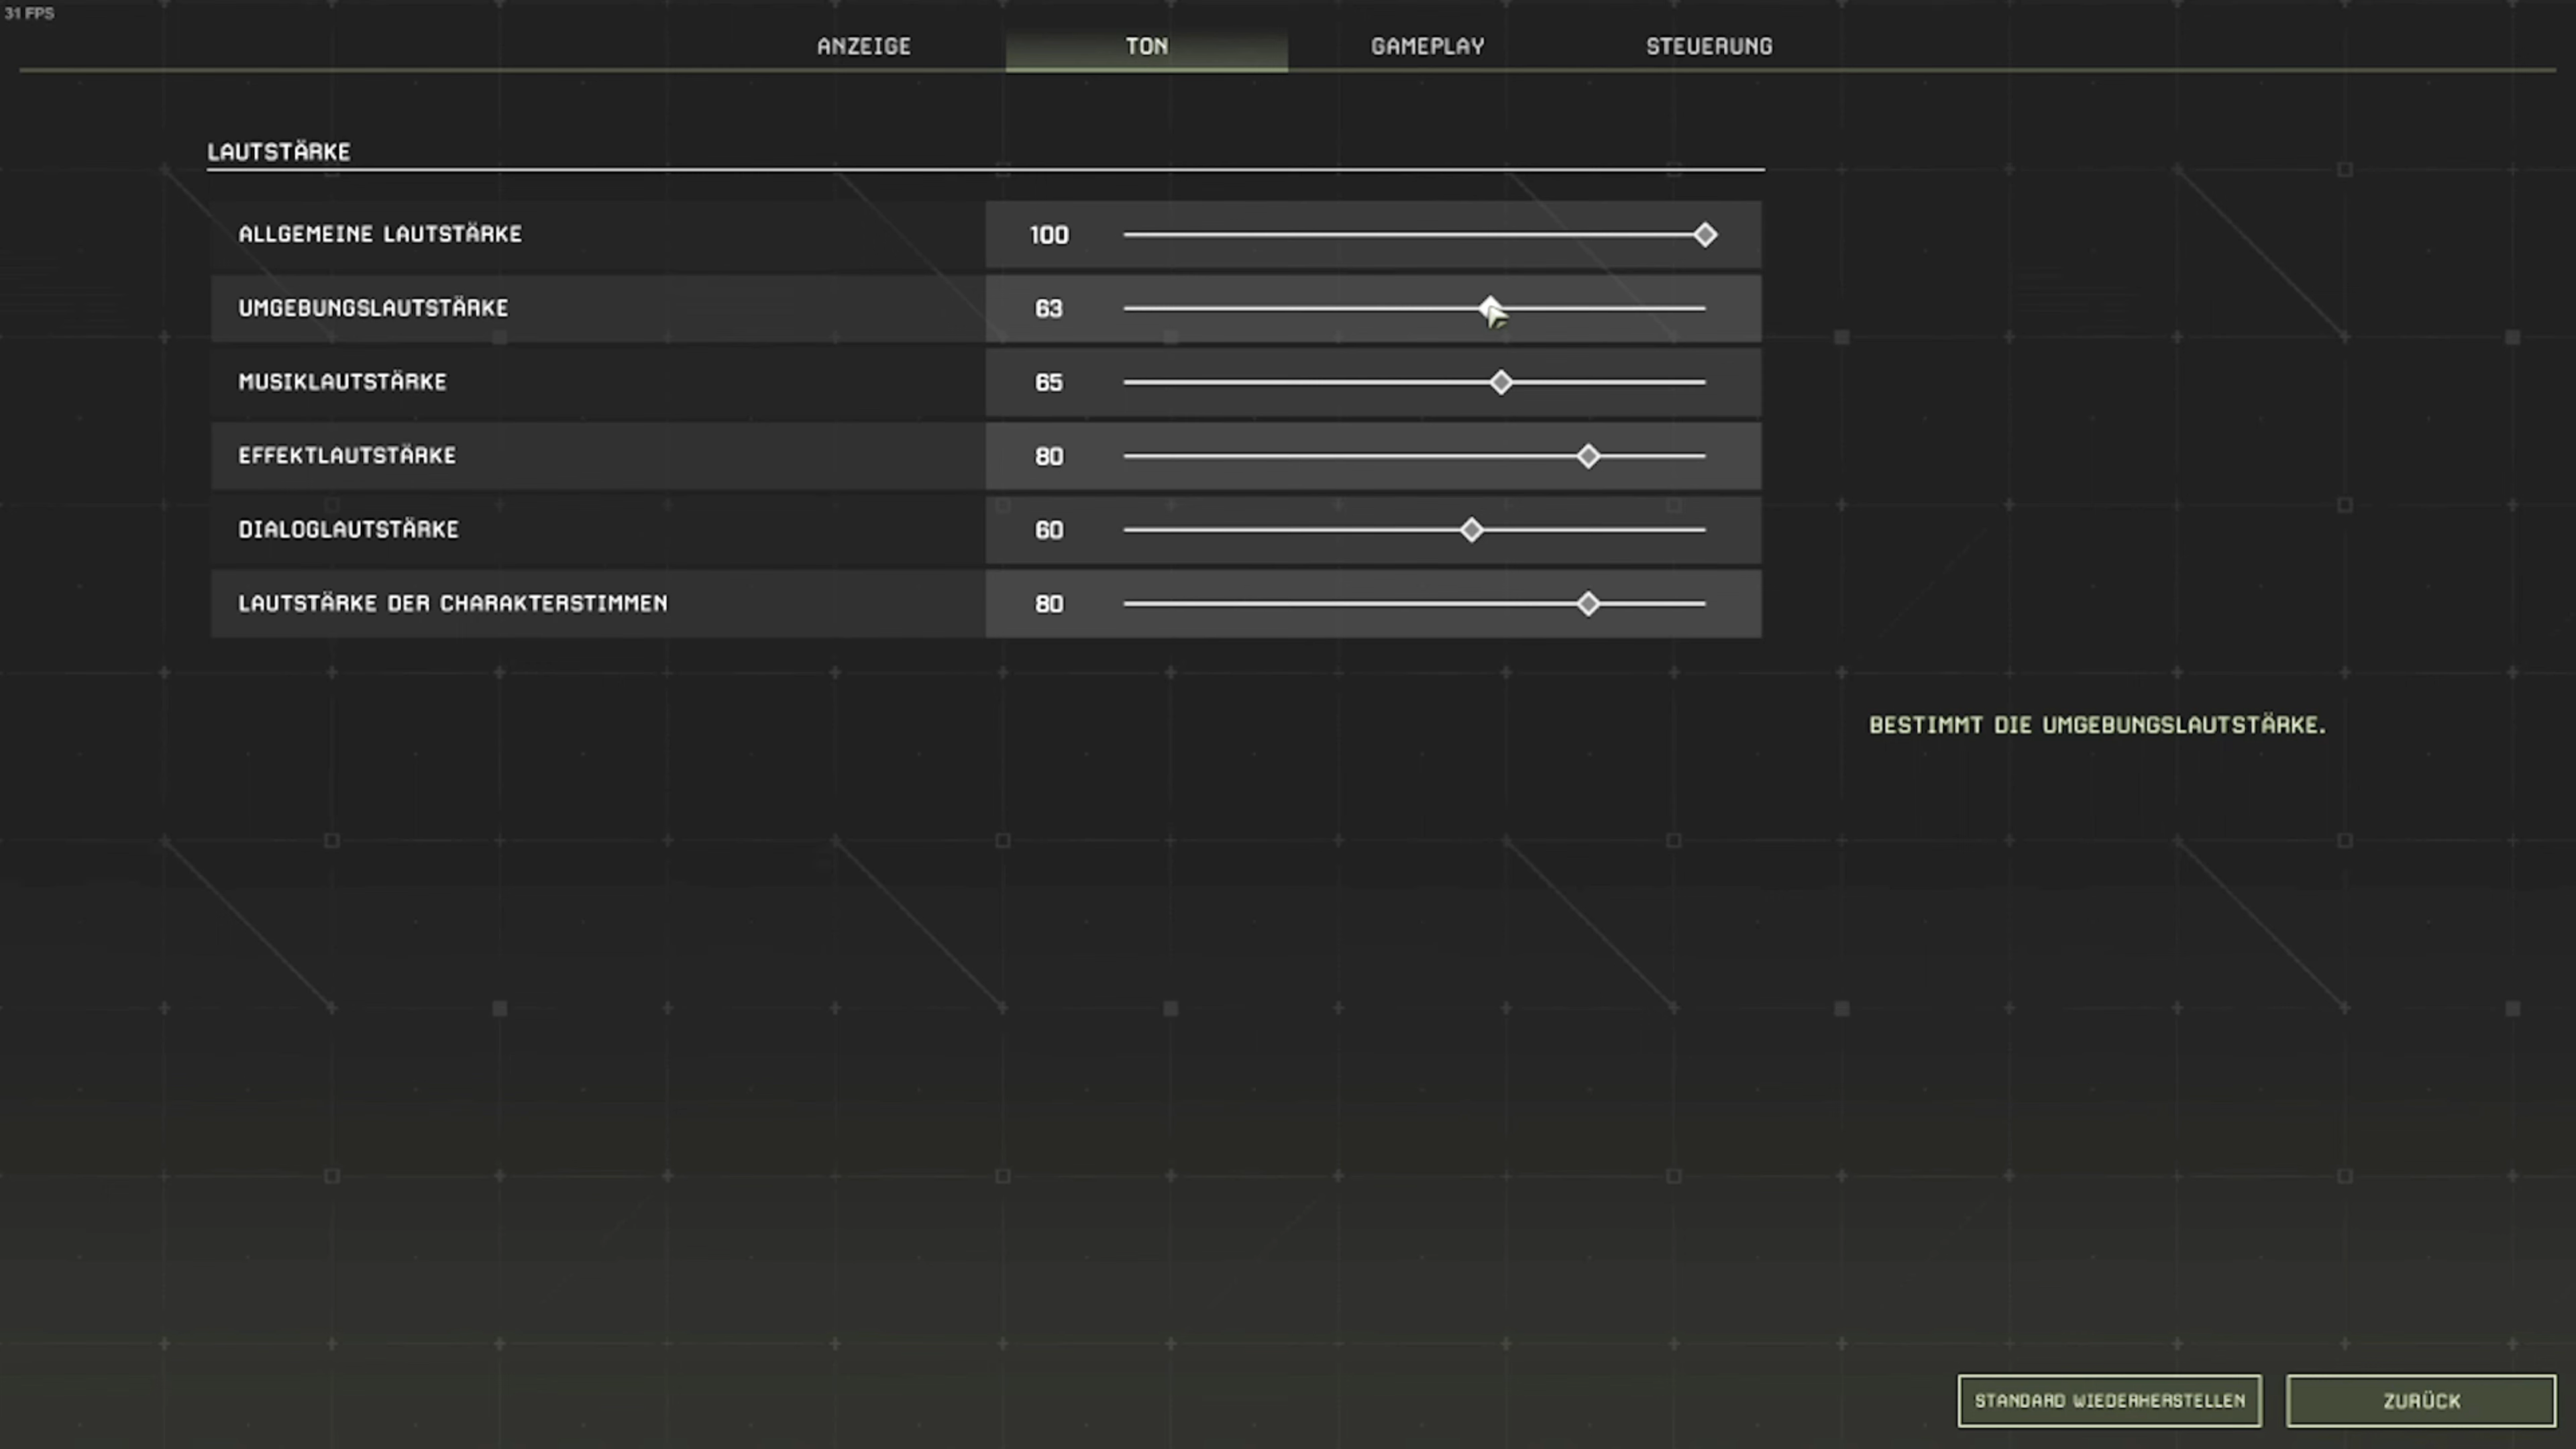 31 FPS
ANZEIGE TON GAMEPLAY STEUERUNG
LAUTSTÄRKE
ALLGEMEINE LAUTSTÄRKE 100
UMGEBUNGSLAUTSTÄRKE 63
MUSIKLAUTSTÄRKE 65
EFFEKTLAUTSTÄRKE 80
DIALOGLAUTSTÄRKE 60
LAUTSTÄRKE DER CHARAKTERSTIMMEN 80
BESTIMMT DIE UMGEBUNGSLAUTSTÄRKE.
STANDARD WIEDERHERSTELLEN ZURÜCK